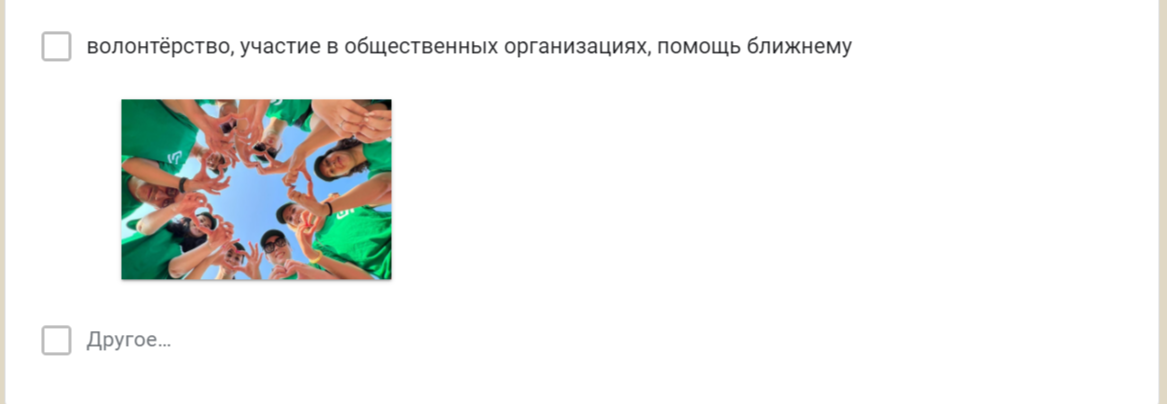 волонтёрство, участие в общественных организациях, помощь ближнему
Другое…